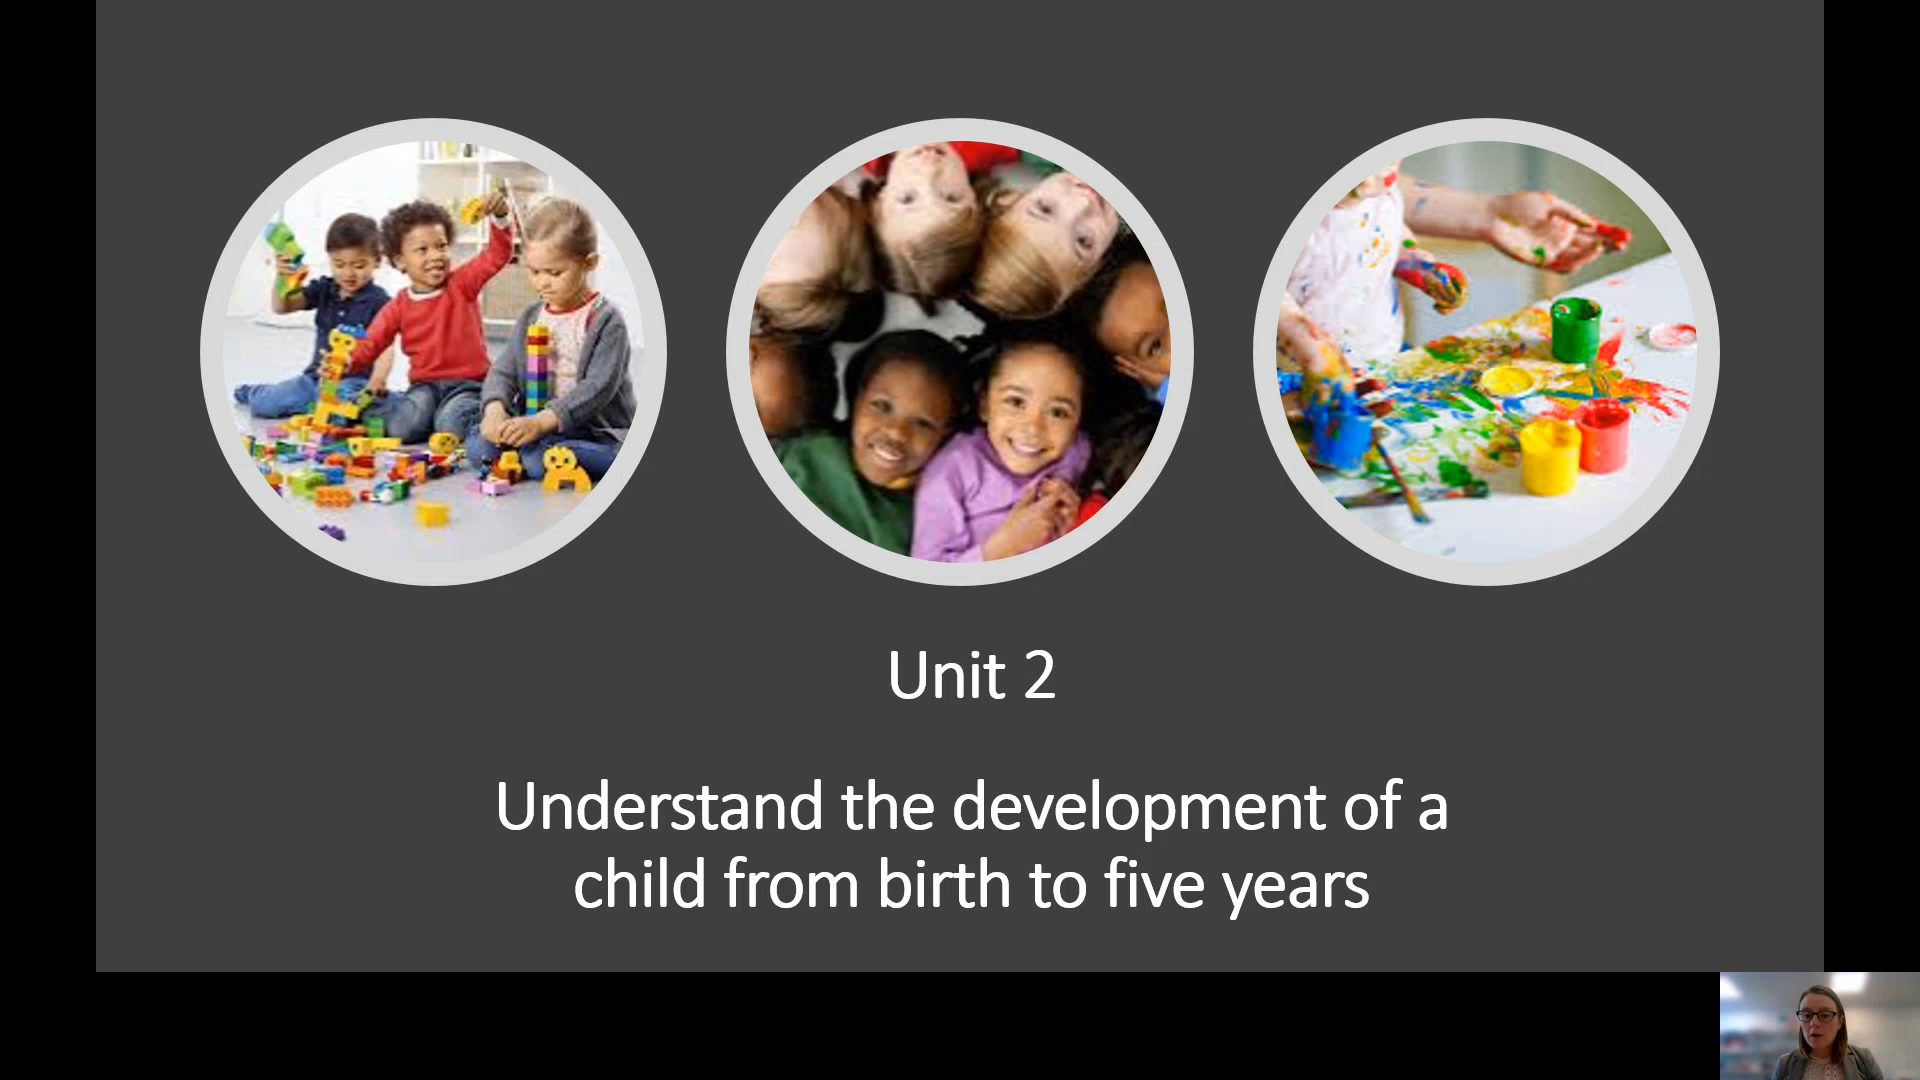 Unit 2
Understand the development of a
child from birth to five years